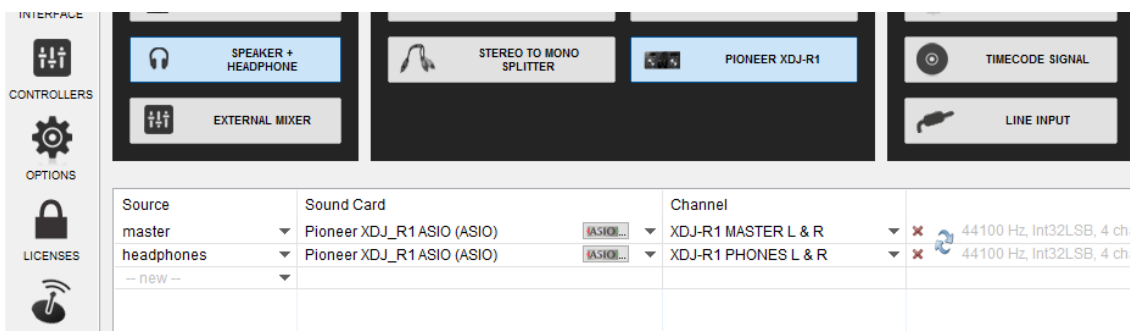 INTERFACE
CONTROLLERS
OPTIONS
LICENSES
SPEAKER +
HEADPHONE
STEREO TO MONO
SPLITTER
PIONEER XDJ-R1
TIMECODE SIGNAL
EXTERNAL MIXER
LINE INPUT
Source Sound Card Channel
master Pioneer XDJ_R1 ASIO (ASIO) ASIO... XDJ-R1 MASTER L & R 44100 Hz, Int32LSB, 4 ch
headphones Pioneer XDJ_R1 ASIO (ASIO) ASIO... XDJ-R1 PHONES L & R 44100 Hz, Int32LSB, 4 ch
-- new --